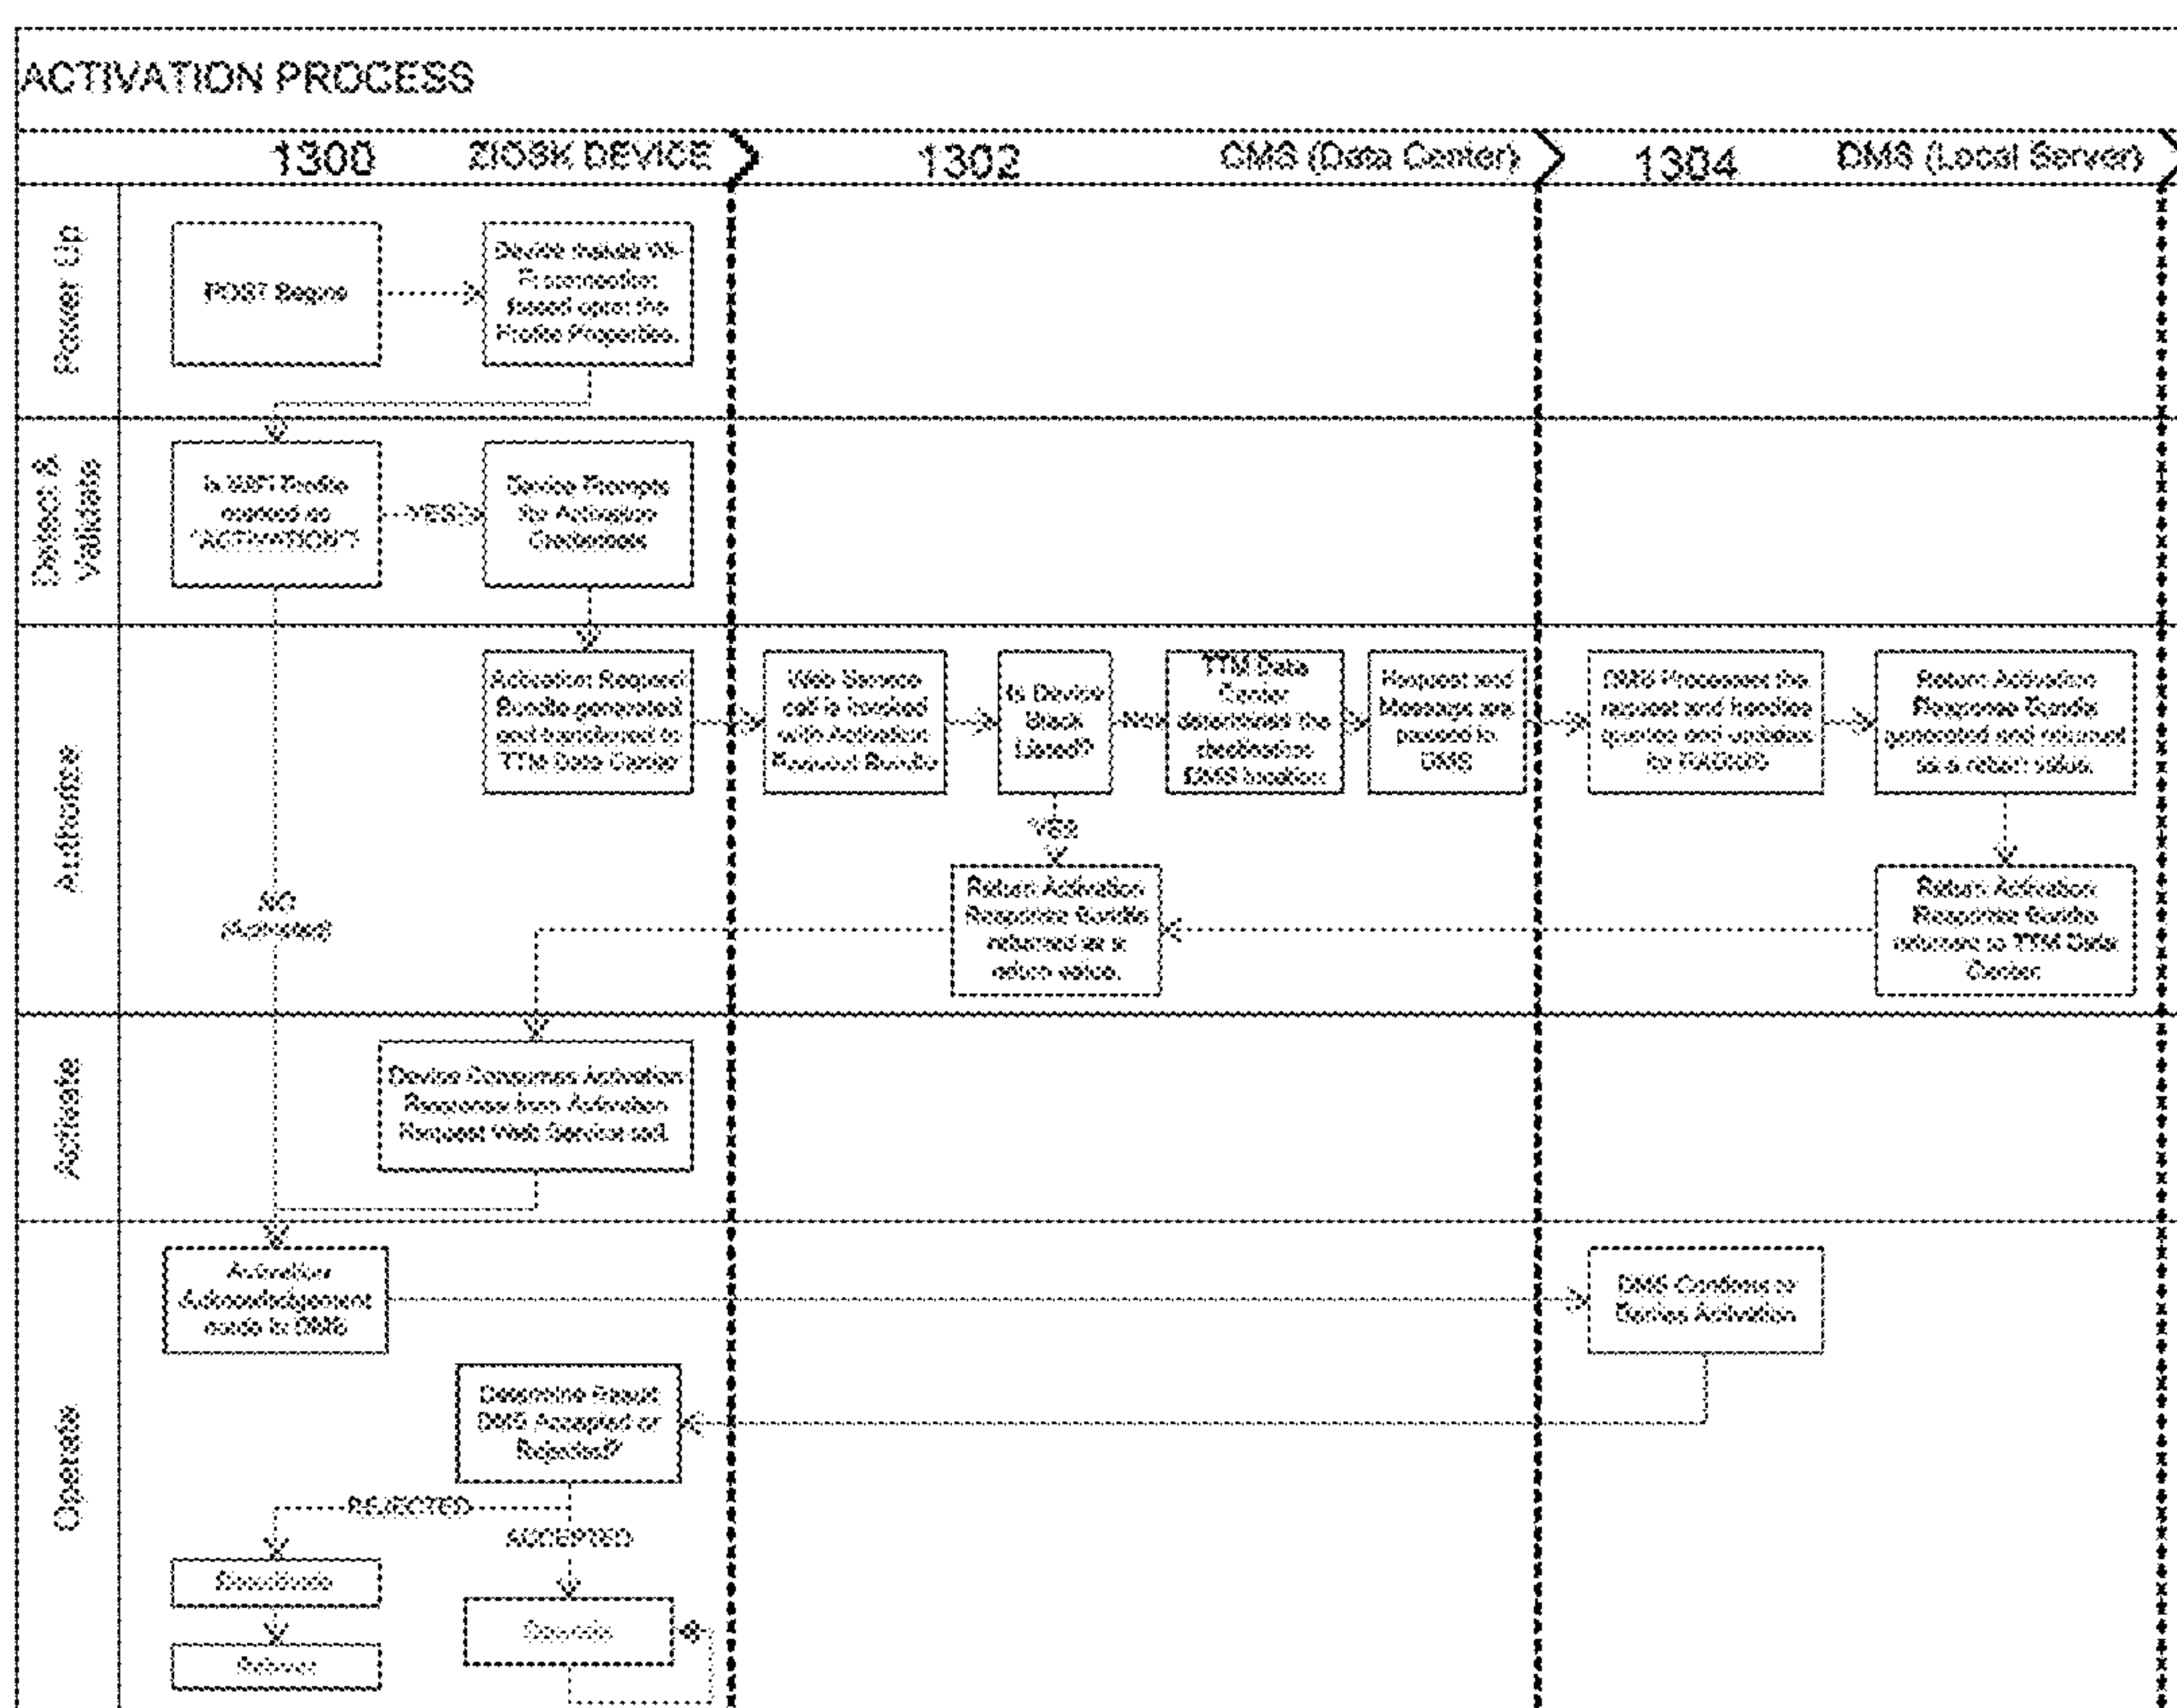 ACTIVATION PROCESS
1300 ZIOSK DEVICE
1302 CMS (Data Center)
1304 DMS (Local Server)
Power Up
POST Begins
Device makes Wi-
Fi connection
based upon the
Profile Properties.
Detect &
Validate
Is WIFI Profile
marked as
"ACTIVATION"?
YES
Device Prompts
for Activation
Credentials
Authorize
Activation Request
Bundle generated
and transferred to
TTM Data Center
Web Service
call is invoked
with Activation
Request Bundle
Is Device
Black
Listed?
No
TTM Data
Center
determines the
destination
DMS location
Request and
Message are
passed to
DMS
DMS Processes the
request and handles
queries and updates
to RADIUS
Return Activation
Response Bundle
generated and returned
as a return value.
YES
NO
(Activated)
Return Activation
Response Bundle
returned as a
return value.
Return Activation
Response Bundle
returned to TTM Data
Center
Activate
Device Consumes Activation
Response from Activation
Request Web Service call.
Operate
Activation
Acknowledgement
made to DMS
DMS Confirms or
Denies Activation
Determine Result
DMS Accepted or
Rejected?
REJECTED
ACCEPTED
Operate